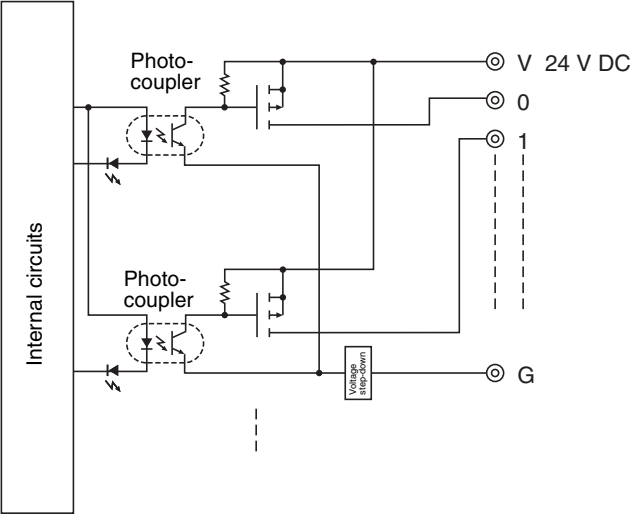 Photo-
coupler
V 24 V DC
0
1
Internal circuits
Photo-
coupler
Voltage
step-down
G